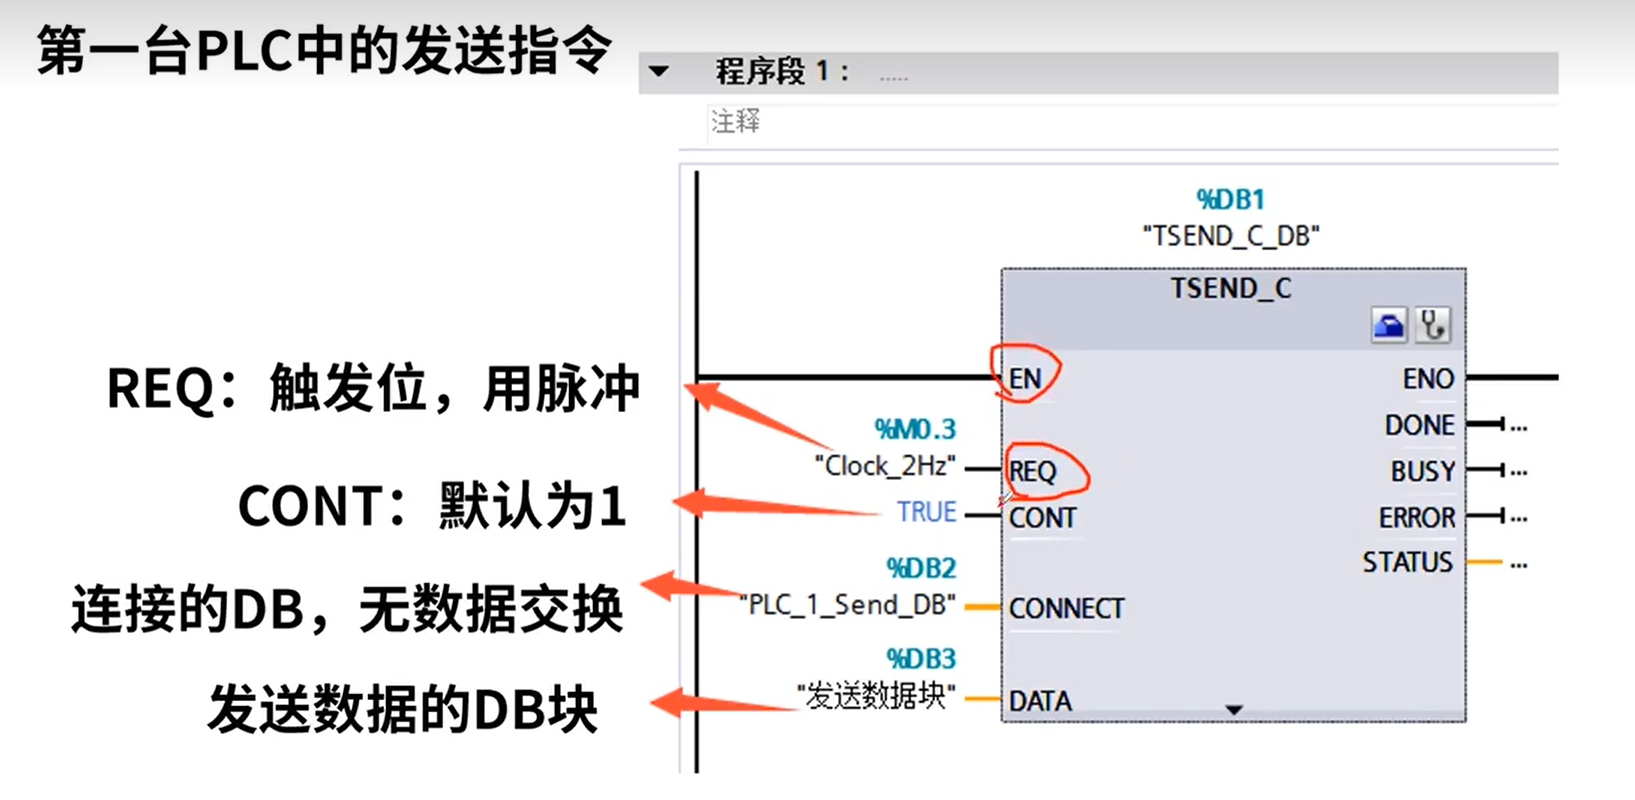 第一台PLC中的发送指令
程序段 1： .....
注释
%DB1
"TSEND_C_DB"
TSEND_C
REQ：触发位，用脉冲
EN
ENO
%M0.3
DONE
"Clock_2Hz"
REQ
BUSY
CONT：默认为1
TRUE
CONT
ERROR
%DB2
STATUS
...
...
...
...
连接的DB，无数据交换
"PLC_1_Send_DB"
CONNECT
%DB3
发送数据的DB块
"发送数据块"
DATA